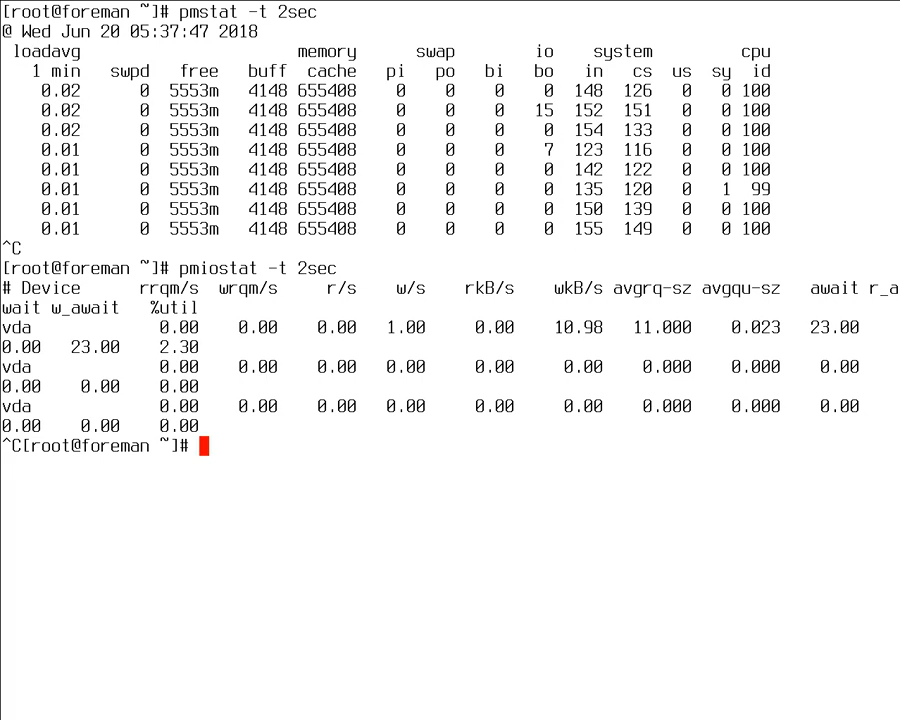 [root@foreman ~]# pmstat -t 2sec
@ Wed Jun 20 05:37:47 2018
 loadavg                      memory      swap        io    system         cpu
   1 min   swpd   free   buff  cache   pi   po   bi   bo   in   cs  us  sy  id
    0.02      0  5553m   4148 655408    0    0    0    0  148  126   0   0 100
    0.02      0  5553m   4148 655408    0    0    0   15  152  151   0   0 100
    0.02      0  5553m   4148 655408    0    0    0    0  154  133   0   0 100
    0.01      0  5553m   4148 655408    0    0    0    7  123  116   0   0 100
    0.01      0  5553m   4148 655408    0    0    0    0  142  122   0   0 100
    0.01      0  5553m   4148 655408    0    0    0    0  135  120   0   1  99
    0.01      0  5553m   4148 655408    0    0    0    0  150  139   0   0 100
    0.01      0  5553m   4148 655408    0    0    0    0  155  149   0   0 100
^C
[root@foreman ~]# pmiostat -t 2sec
# Device      rrqm/s  wrqm/s     r/s    w/s    rkB/s    wkB/s avgrq-sz avgqu-sz   await r_a
wait w_await   %util
vda             0.00    0.00    0.00   1.00     0.00    10.98   11.000    0.023   23.00
0.00   23.00    2.30
vda             0.00    0.00    0.00   0.00     0.00     0.00    0.000    0.000    0.00
0.00    0.00    0.00
vda             0.00    0.00    0.00   0.00     0.00     0.00    0.000    0.000    0.00
0.00    0.00    0.00
^C[root@foreman ~]#